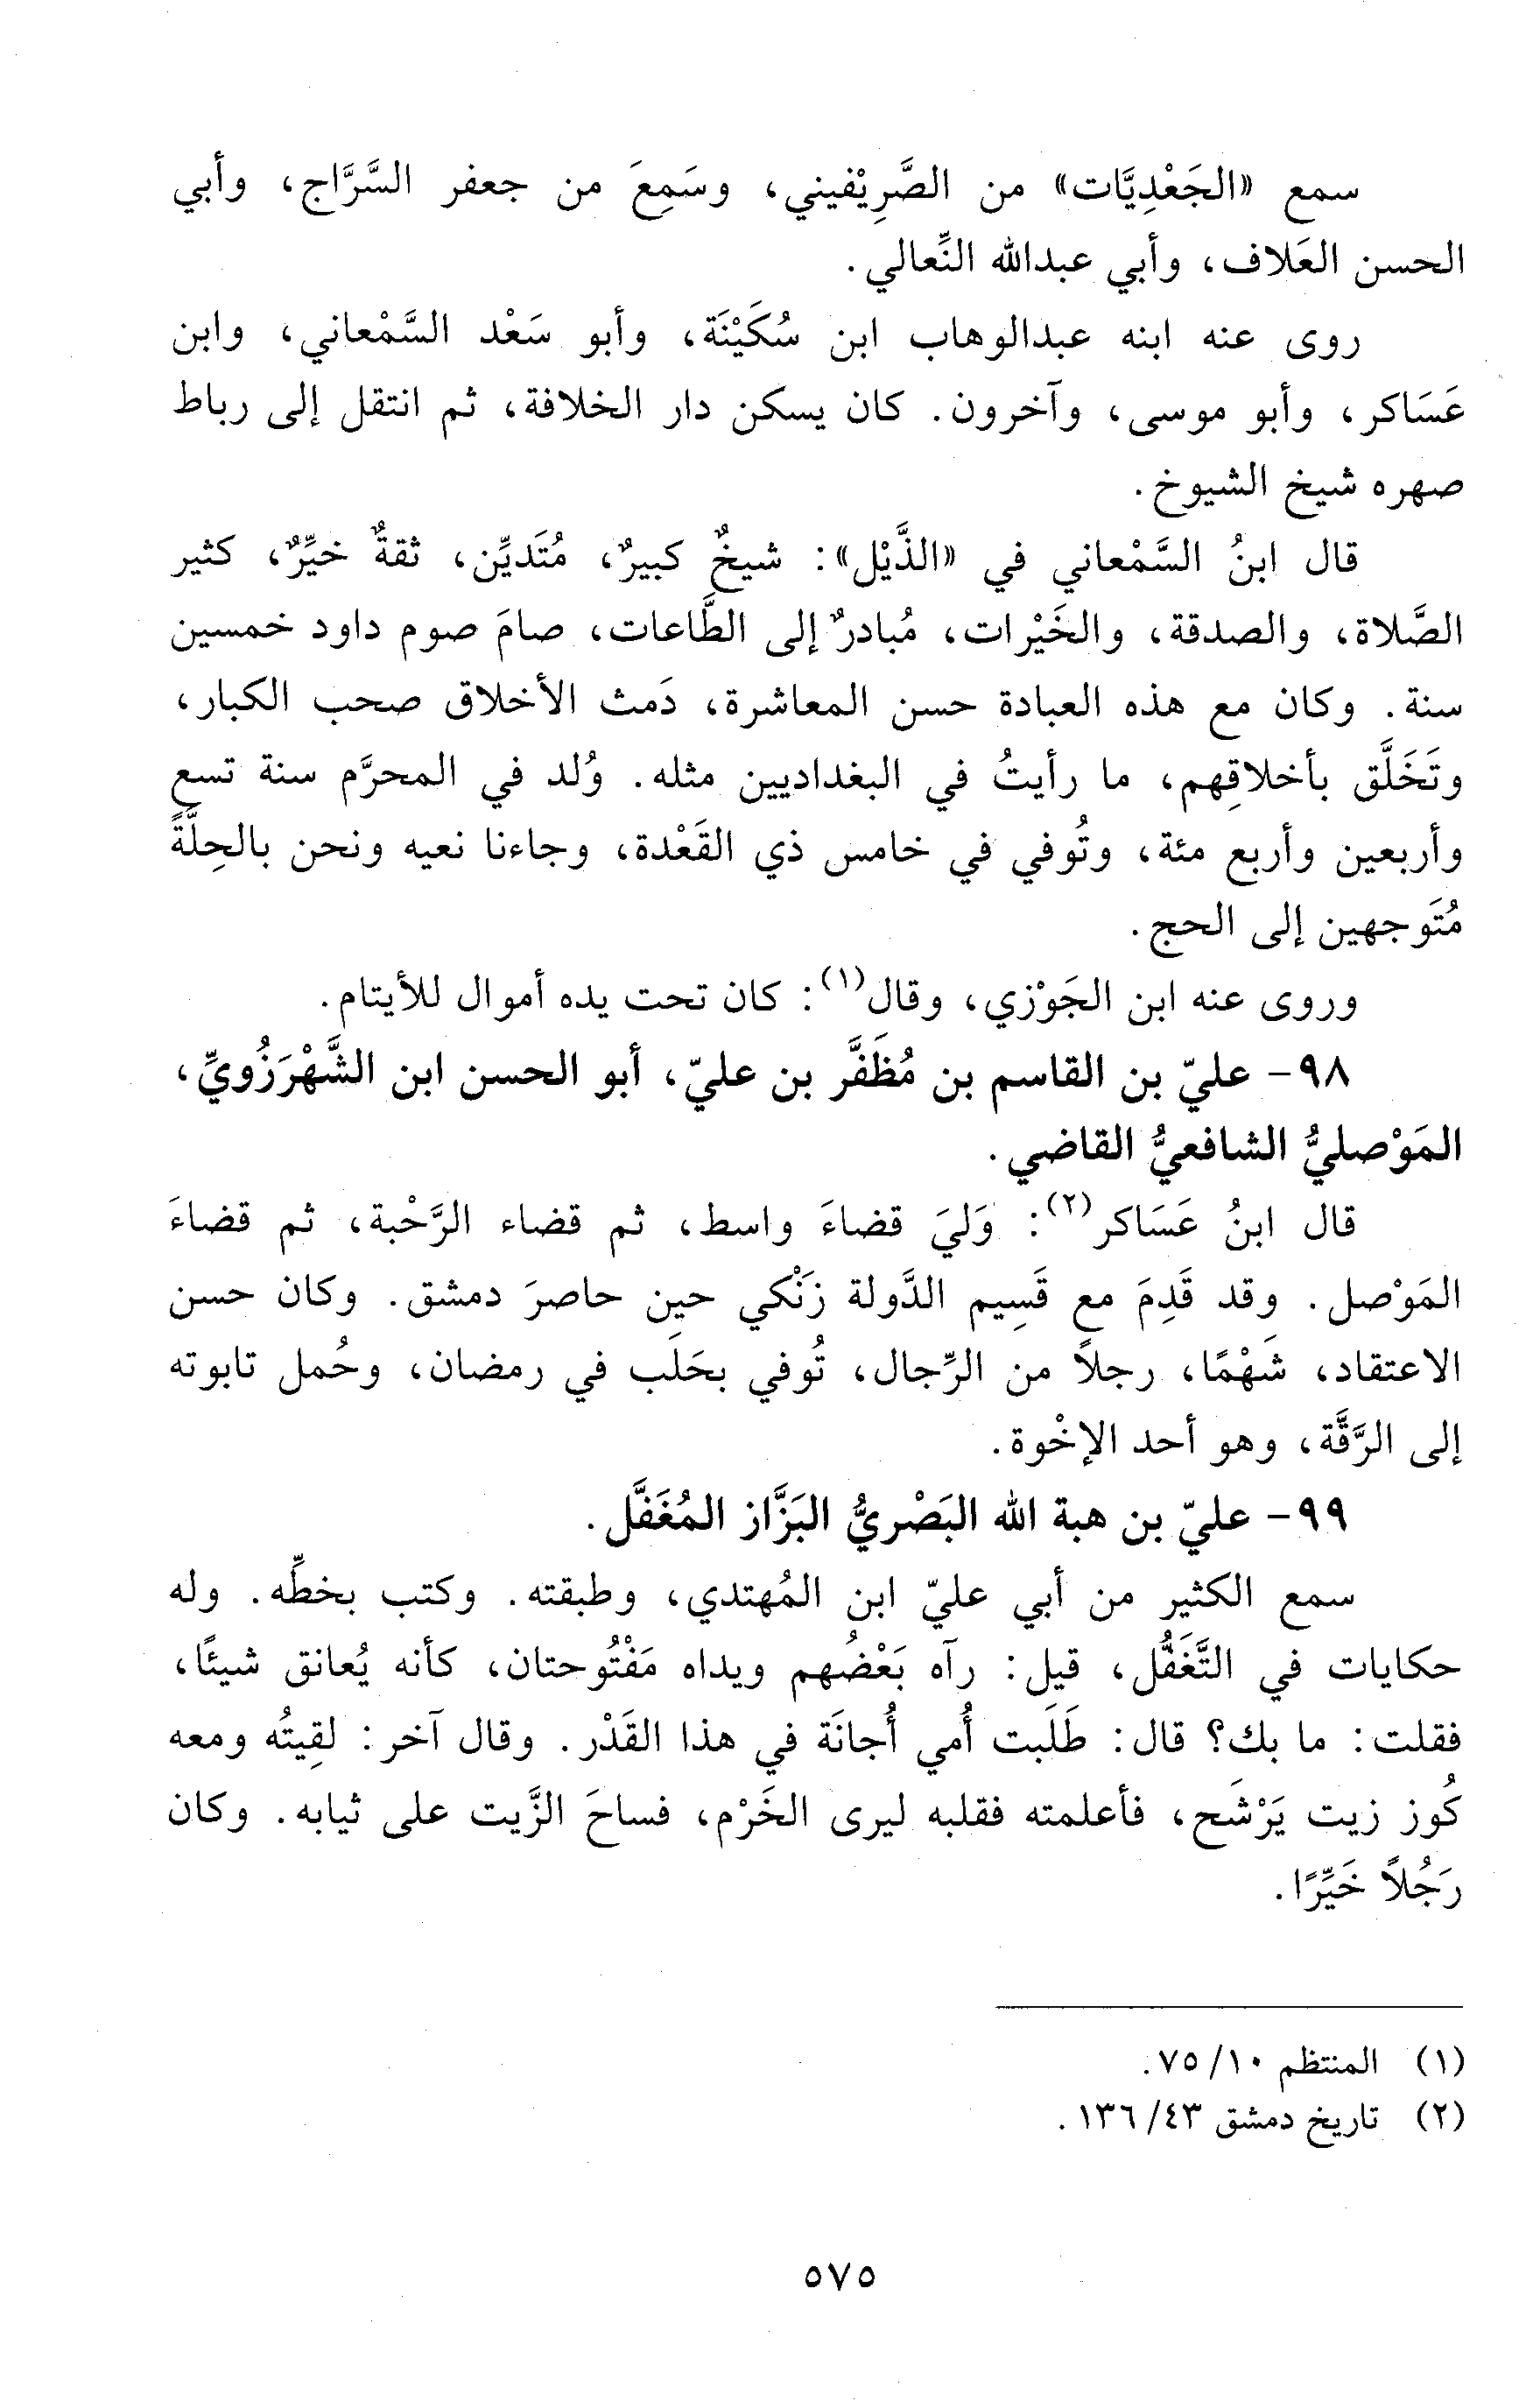 سمع «الجَعْدِيَّات» من الصَّرِيْفيني، وسَمِعَ من جعفر السَّرَّاج، وأبي
الحسن العَلاف، وأبي عبدالله النِّعالي.
روى عنه ابنه عبدالوهاب ابن سُكَيْنَة، وأبو سَعْد السَّمْعاني، وابن
عَسَاكر، وأبو موسى، وآخرون. كان يسكن دار الخلافة، ثم انتقل إلى رباط
صهره شيخ الشيوخ.
قال ابنُ السَّمْعاني في «الذَّيْل»: شيخٌ كبيرٌ، مُتَديِّن، ثقةٌ خيِّرٌ، كثير
الصَّلاة، والصدقة، والخَيْرات، مُبادرٌ إلى الطَّاعات، صامَ صوم داود خمسين
سنة. وكان مع هذه العبادة حسن المعاشرة، دَمث الأخلاق صحب الكبار،
وتَخَلَّق بأخلاقِهم، ما رأيتُ في البغداديين مثله. وُلد في المحرَّم سنة تسع
وأربعين وأربع مئة، وتُوفي في خامس ذي القَعْدة، وجاءنا نعيه ونحن بالحِلَّةً
مُتَوجهين إلى الحج.
وروى عنه ابن الجَوْزي، وقال(١): كان تحت يده أموال للأيتام.
٩٨- عليّ بن القاسم بن مُظَفَّر بن عليّ، أبو الحسن ابن الشَّهْرَزُويِّ،
المَوْصليُّ الشافعيُّ القاضي.
قال ابنُ عَسَاكر(٢): وَليَ قضاءَ واسط، ثم قضاء الرَّحْبة، ثم قضاءَ
المَوْصل. وقد قَدِمَ مع قَسِيم الدَّولة زَنْكي حين حاصرَ دمشق. وكان حسن
الاعتقاد، شَهْمًا، رجلاً من الرِّجال، تُوفي بحَلَب في رمضان، وحُمل تابوته
إلى الرَّقَّة، وهو أحد الإخْوة.
٩٩- عليّ بن هبة الله البَصْريُّ البَزَّاز المُغَفَّل.
سمع الكثير من أبي عليّ ابن المُهتدي، وطبقته. وكتب بخطِّه. وله
حكايات في التَّغَفُّل، قيل: رآه بَعْضُهم ويداه مَفْتُوحتان، كأنه يُعانق شيئًا،
فقلت: ما بك؟ قال: طَلَبت أُمي أُجانَة في هذا القَدْر. وقال آخر: لقِيتُه ومعه
كُوز زيت يَرْشَح، فأعلمته فقلبه ليرى الخَرْم، فساحَ الزَّيت على ثيابه. وكان
رَجُلاً خَيِّرًا.
(١) المنتظم ١٠/ ٧٥.
(٢) تاريخ دمشق ٤٣/ ١٣٦.
٥٧٥